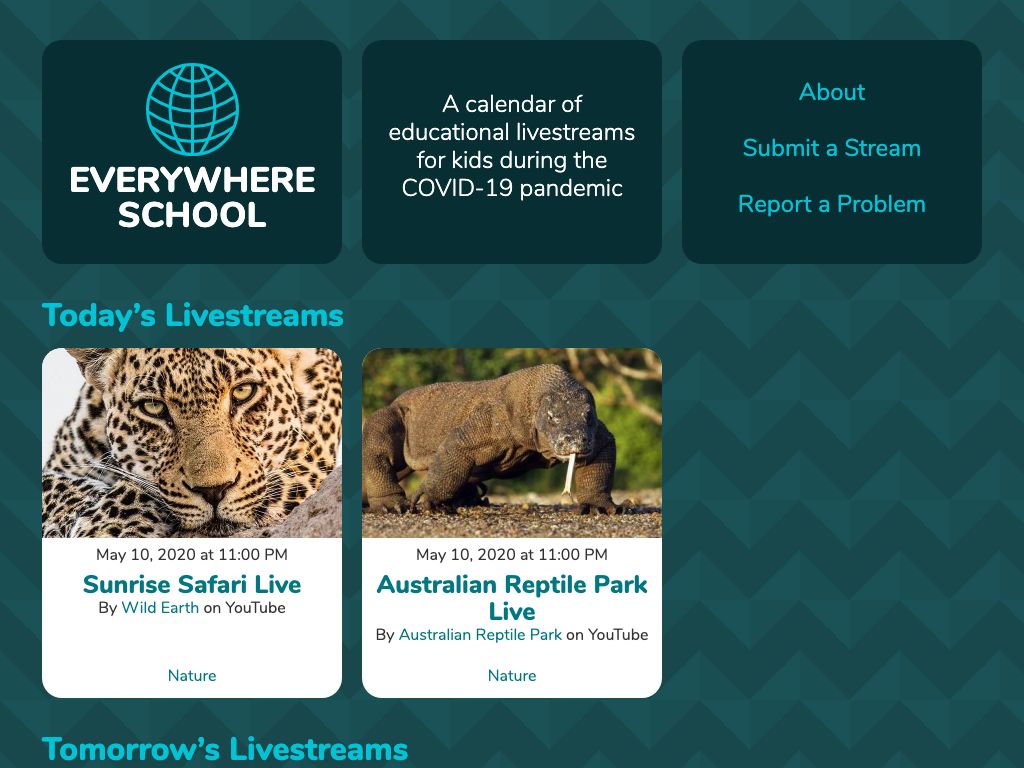 EVERYWHERE
SCHOOL
A calendar of
educational livestreams
for kids during the
COVID-19 pandemic
About
Submit a Stream
Report a Problem
Today’s Livestreams
May 10, 2020 at 11:00 PM
Sunrise Safari Live
By Wild Earth on YouTube
Nature
May 10, 2020 at 11:00 PM
Australian Reptile Park
Live
By Australian Reptile Park on YouTube
Nature
Tomorrow’s Livestreams